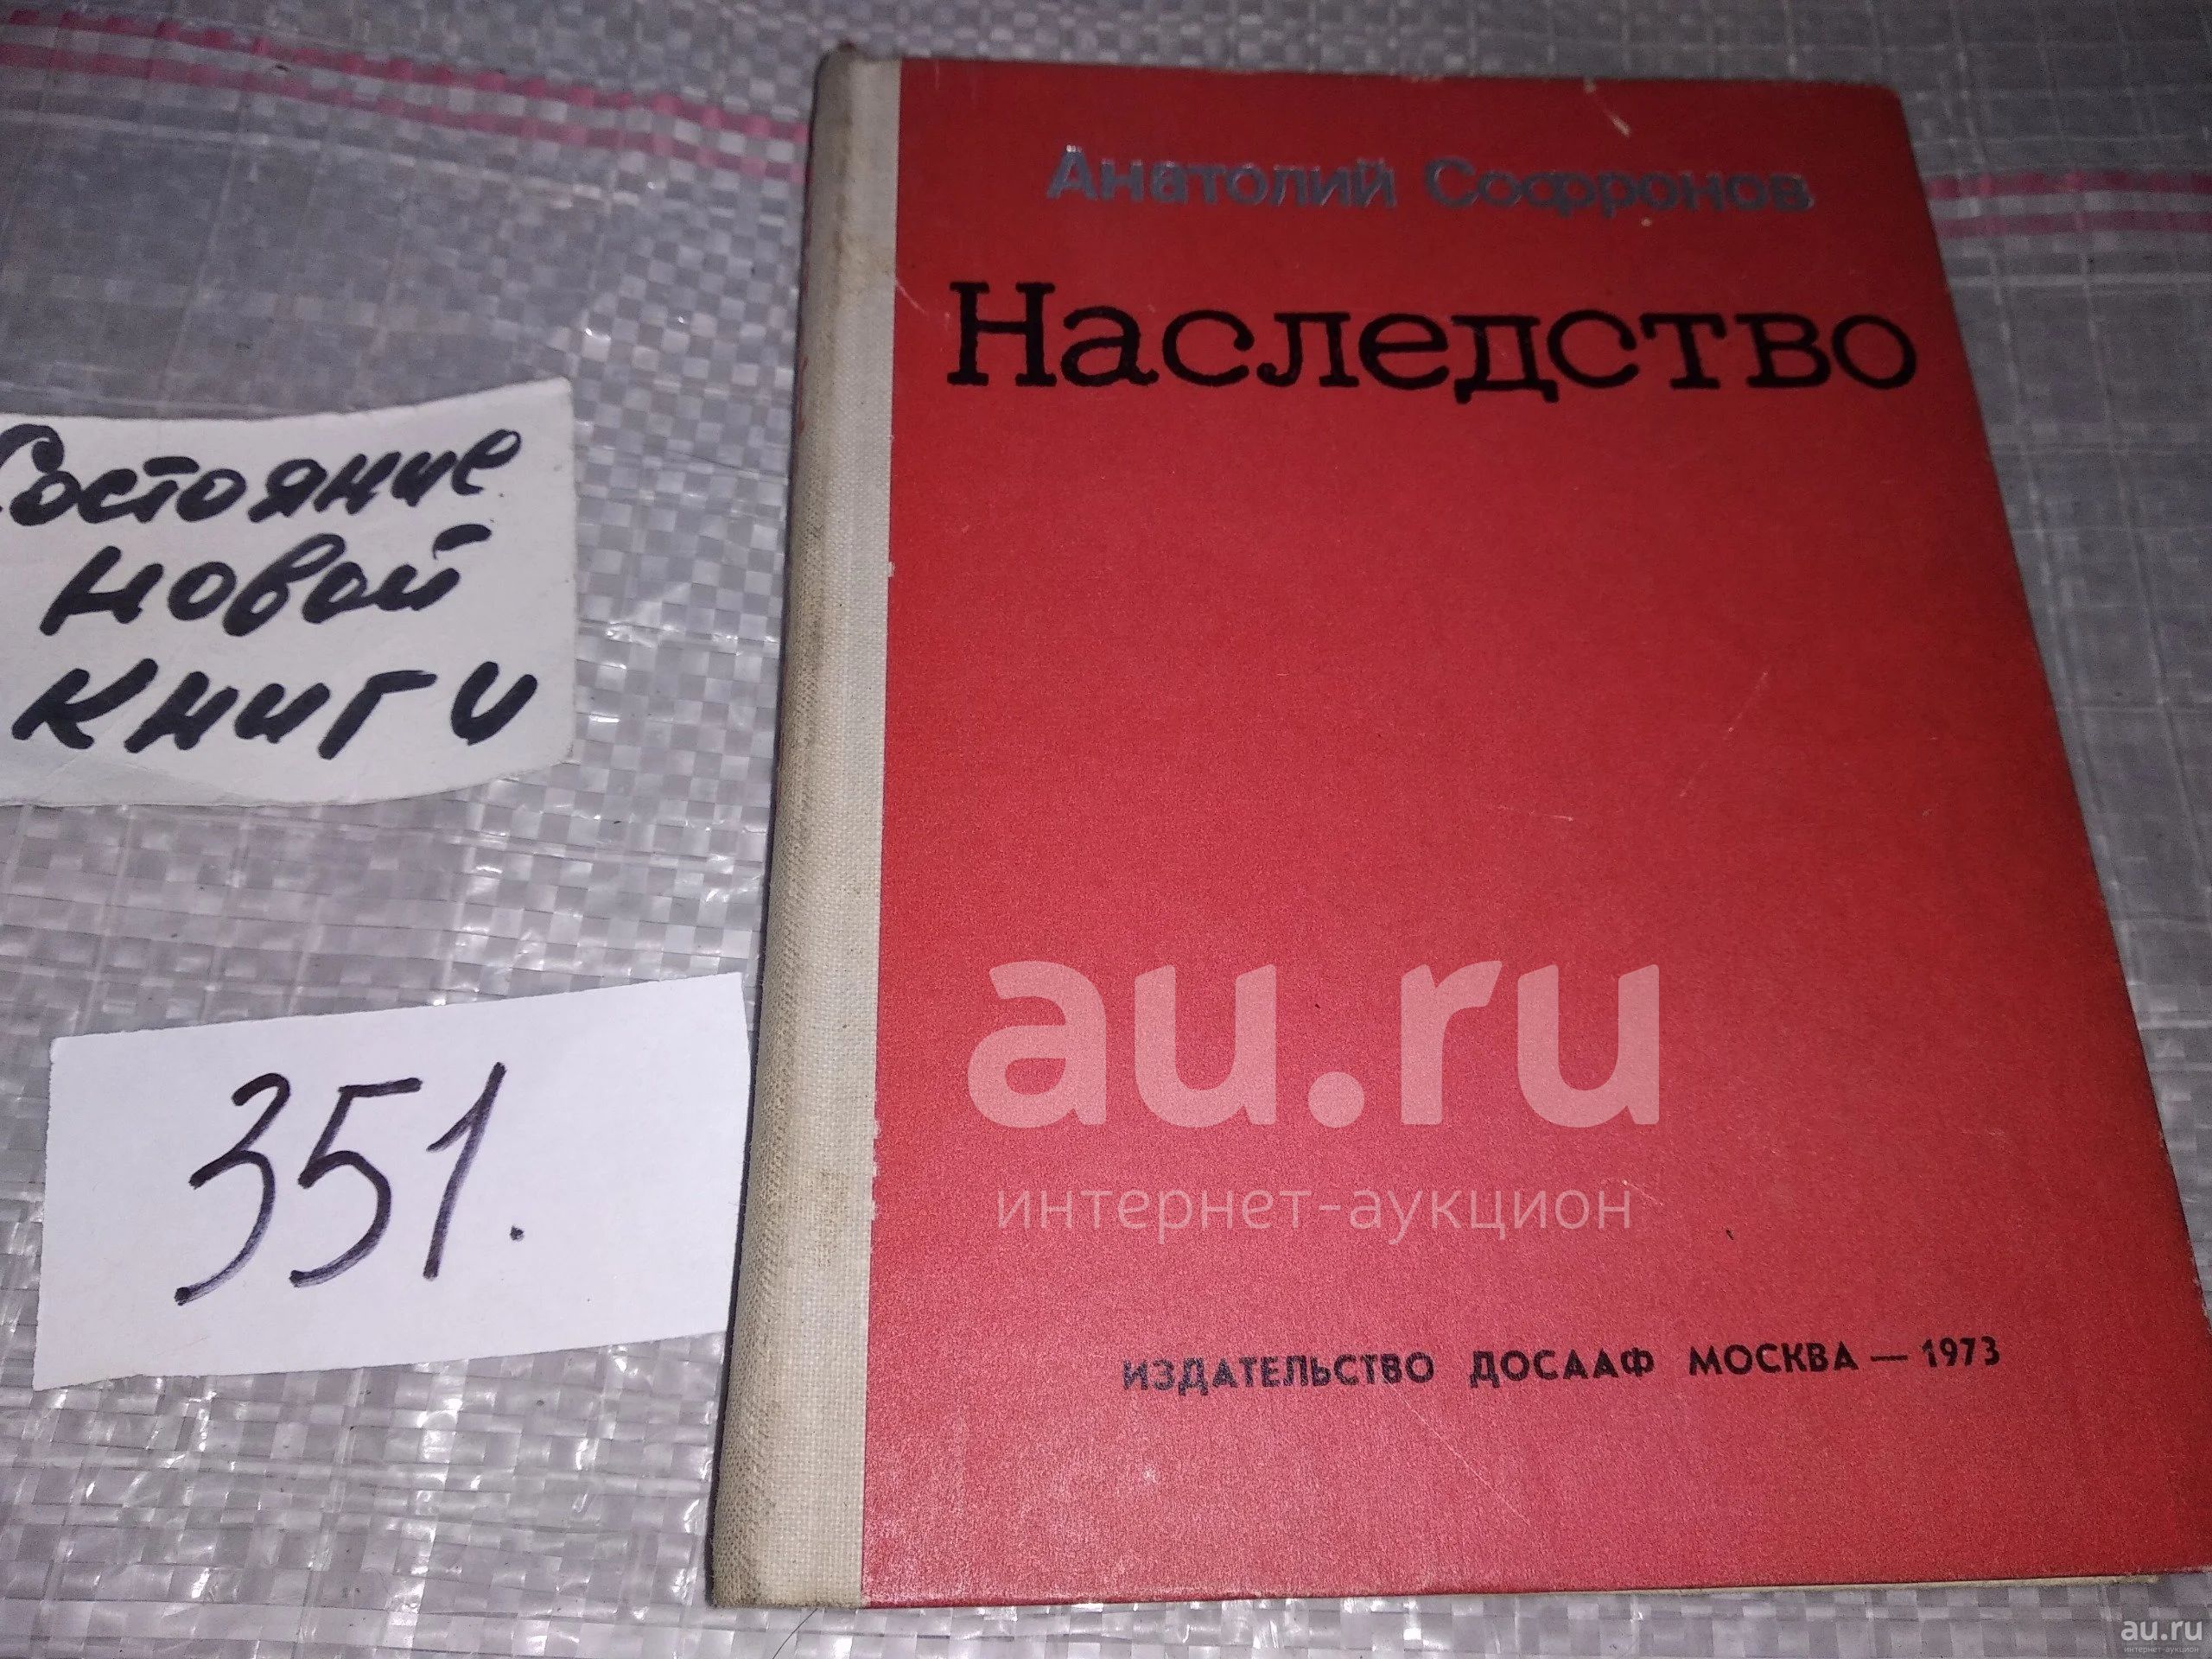 Анатолий Софронов
Наследство
Состояние
новой
книги
351.
au.ru
интернет-аукцион
ИЗДАТЕЛЬСТВО ДОСААФ МОСКВА — 1973
au.ru
интернет-аукцион